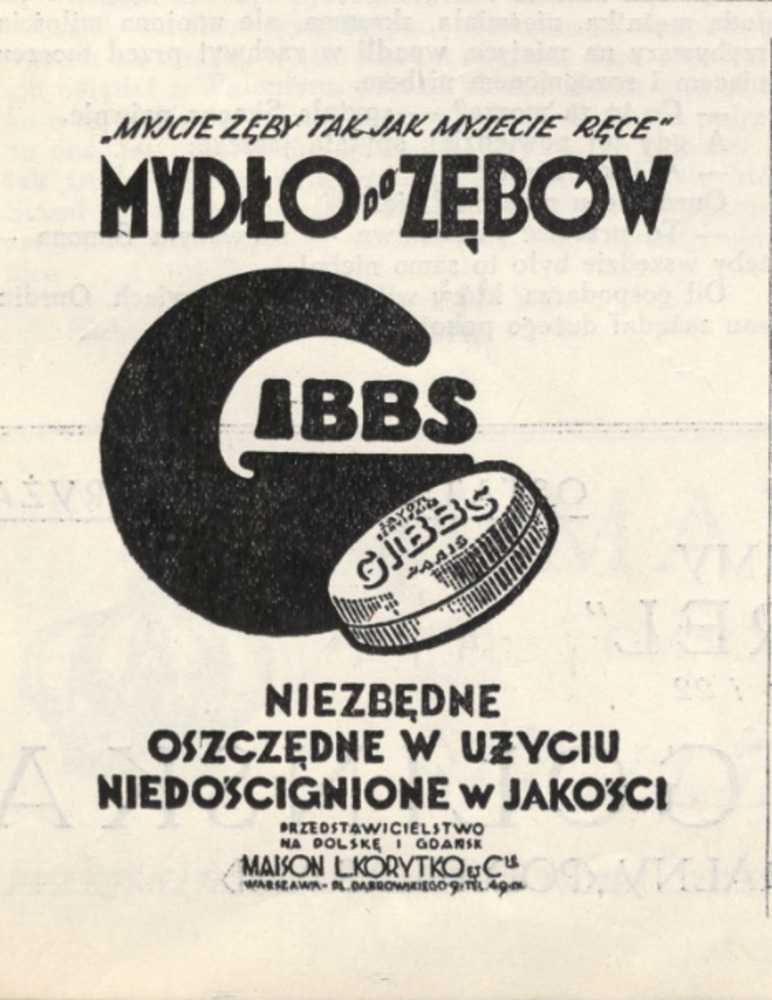 „MYJCIE ZĘBY TAK-JAK MYJECIE RĘCE"
MYDŁO DO ZĘBÓW
GIBBS
GIBBS
PARIS
NIEZBĘDNE
OSZCZĘDNE W UŻYCIU
NIEDOŚCIGNIONE W JAKOŚCI
PRZEDSTAWICIELSTWO
NA POLSKĘ I GDAŃSK
MAISON L.KORYTKO ET CIE
WARSZAWA - PL. DĄBROWSKIEGO 9. TEL.